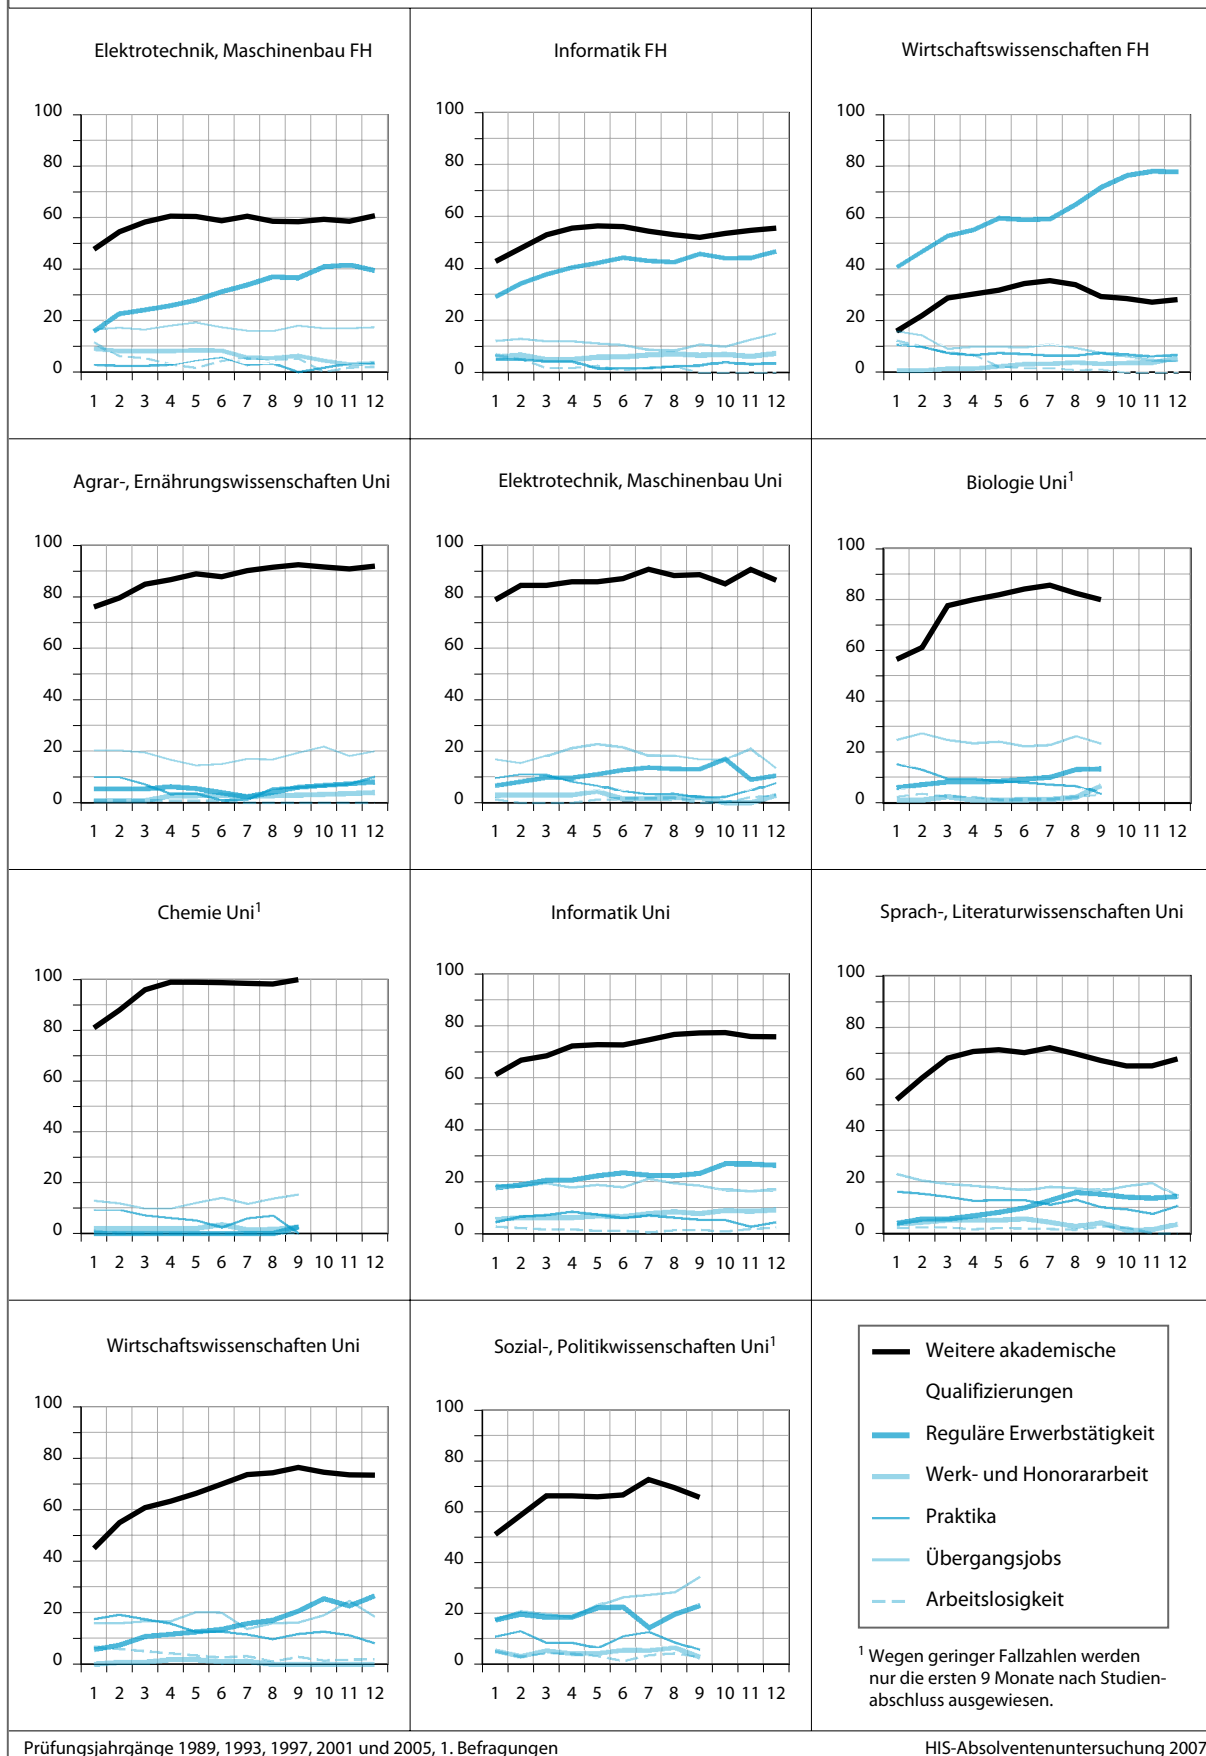 Elektrotechnik, Maschinenbau FH
100
80
60
40
20
0
1 2 3 4 5 6 7 8 9 10 11 12
Informatik FH
100
80
60
40
20
0
1 2 3 4 5 6 7 8 9 10 11 12
Wirtschaftswissenschaften FH
100
80
60
40
20
0
1 2 3 4 5 6 7 8 9 10 11 12
Agrar-, Ernährungswissenschaften Uni
100
80
60
40
20
0
1 2 3 4 5 6 7 8 9 10 11 12
Elektrotechnik, Maschinenbau Uni
100
80
60
40
20
0
1 2 3 4 5 6 7 8 9 10 11 12
Biologie Uni¹
100
80
60
40
20
0
1 2 3 4 5 6 7 8 9 10 11 12
Chemie Uni¹
100
80
60
40
20
0
1 2 3 4 5 6 7 8 9 10 11 12
Informatik Uni
100
80
60
40
20
0
1 2 3 4 5 6 7 8 9 10 11 12
Sprach-, Literaturwissenschaften Uni
100
80
60
40
20
0
1 2 3 4 5 6 7 8 9 10 11 12
Wirtschaftswissenschaften Uni
100
80
60
40
20
0
1 2 3 4 5 6 7 8 9 10 11 12
Sozial-, Politikwissenschaften Uni¹
100
80
60
40
20
0
1 2 3 4 5 6 7 8 9 10 11 12
Weitere akademische
Qualifizierungen
Reguläre Erwerbstätigkeit
Werk- und Honorararbeit
Praktika
Übergangsjobs
Arbeitslosigkeit
¹ Wegen geringer Fallzahlen werden
nur die ersten 9 Monate nach Studien-
abschluss ausgewiesen.
Prüfungsjahrgänge 1989, 1993, 1997, 2001 und 2005, 1. Befragungen
HIS-Absolventenuntersuchung 2007